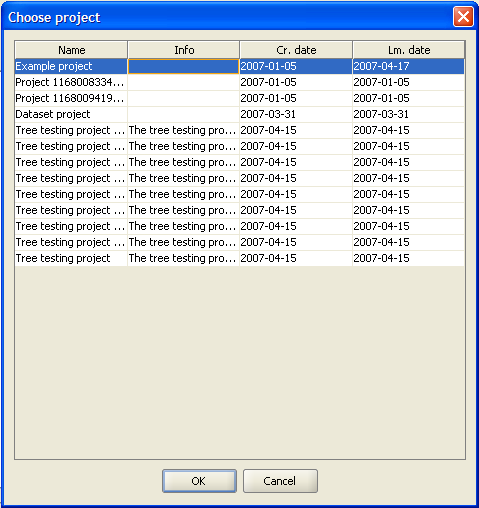 Choose project
Name Info Cr. date Lm. date
Example project 2007-01-05 2007-04-17
Project 1168008334... 2007-01-05 2007-01-05
Project 1168009419... 2007-01-05 2007-01-05
Dataset project 2007-03-31 2007-03-31
Tree testing project ... The tree testing pro... 2007-04-15 2007-04-15
Tree testing project ... The tree testing pro... 2007-04-15 2007-04-15
Tree testing project ... The tree testing pro... 2007-04-15 2007-04-15
Tree testing project ... The tree testing pro... 2007-04-15 2007-04-15
Tree testing project ... The tree testing pro... 2007-04-15 2007-04-15
Tree testing project ... The tree testing pro... 2007-04-15 2007-04-15
Tree testing project ... The tree testing pro... 2007-04-15 2007-04-15
Tree testing project ... The tree testing pro... 2007-04-15 2007-04-15
Tree testing project The tree testing pro... 2007-04-15 2007-04-15
OK Cancel